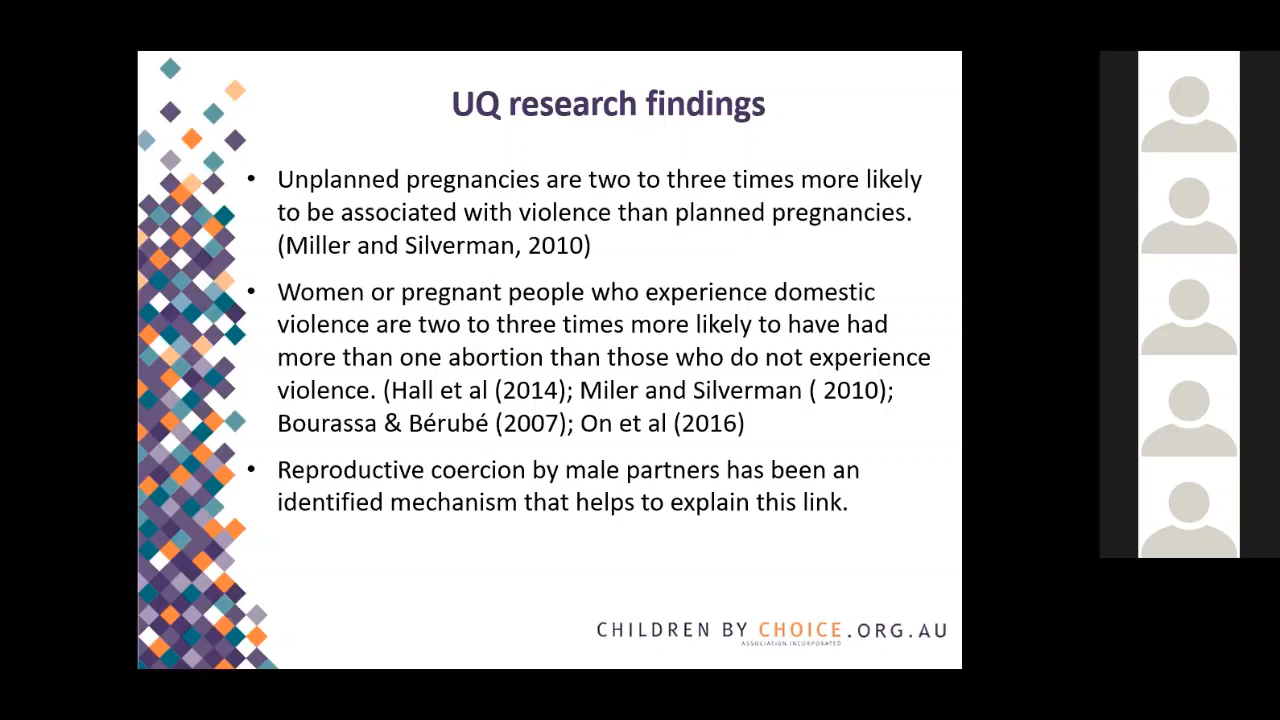 UQ research findings
• Unplanned pregnancies are two to three times more likely
to be associated with violence than planned pregnancies.
(Miller and Silverman, 2010)
• Women or pregnant people who experience domestic
violence are two to three times more likely to have had
more than one abortion than those who do not experience
violence. (Hall et al (2014); Miler and Silverman ( 2010);
Bourassa & Bérubé (2007); On et al (2016)
• Reproductive coercion by male partners has been an
identified mechanism that helps to explain this link.
CHILDREN BY CHOICE.ORG.AU
ASSOCIATION INCORPORATED